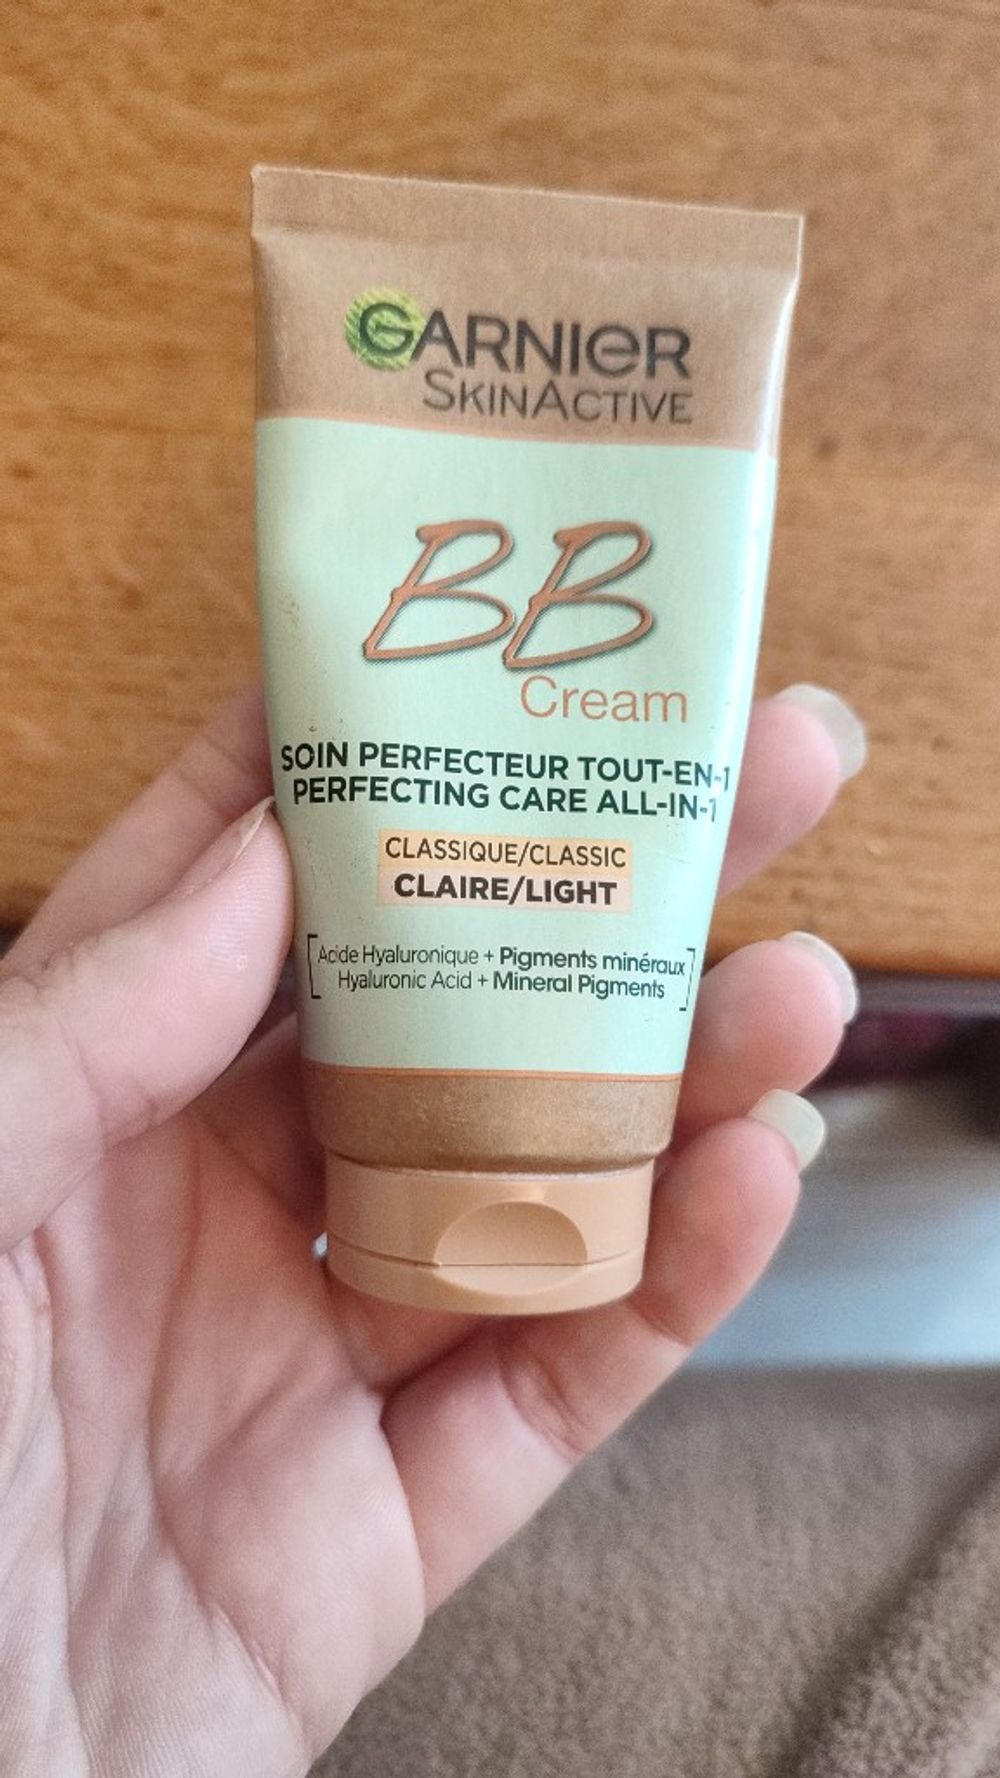 GARNIER
SKINACTIVE
BB
Cream
SOIN PERFECTEUR TOUT-EN-1
PERFECTING CARE ALL-IN-1
CLASSIQUE/CLASSIC
CLAIRE/LIGHT
Acide Hyaluronique + Pigments minéraux
Hyaluronic Acid + Mineral Pigments